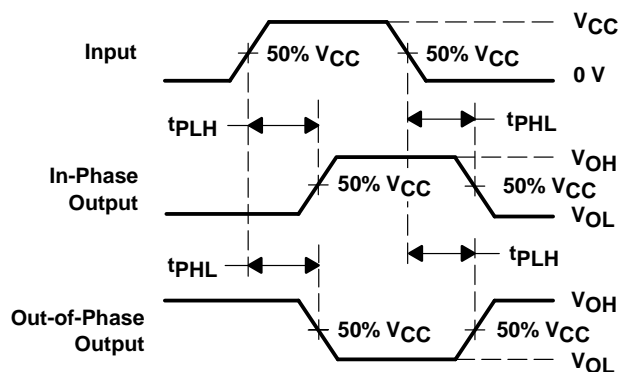 VCC
Input
50% VCC
50% VCC
0 V
tPLH
tPHL
VOH
In-Phase
Output
50% VCC
50% VCC
VOL
tPHL
tPLH
VOH
Out-of-Phase
Output
50% VCC
50% VCC
VOL